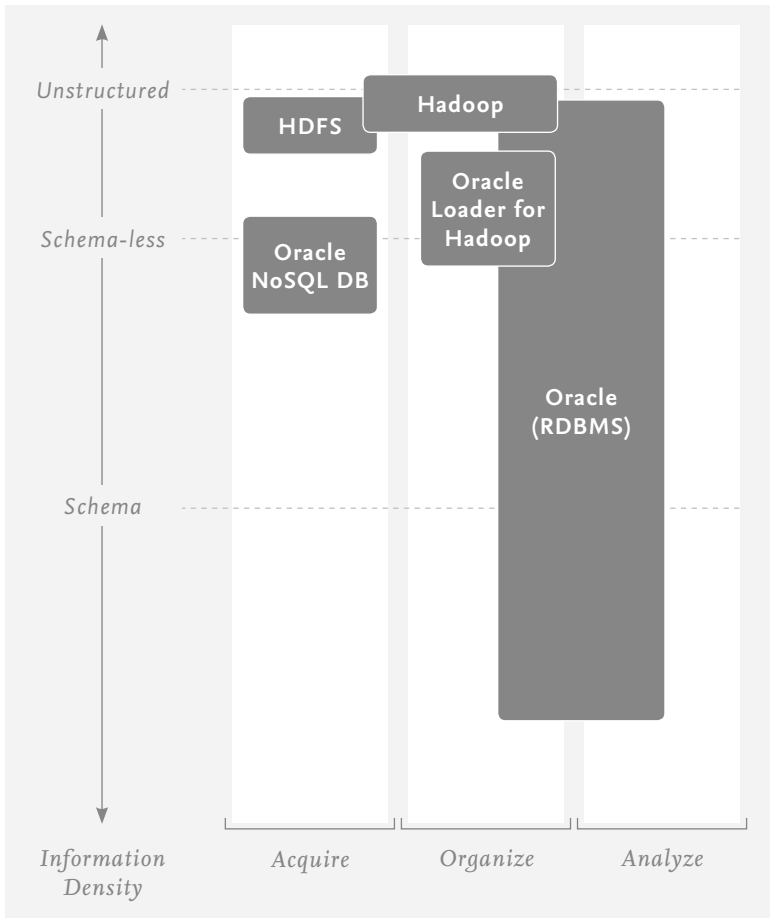 Unstructured
Hadoop
HDFS
Oracle
Loader for
Hadoop
Schema-less
Oracle
NoSQL DB
Oracle
(RDBMS)
Schema
Information
Density
Acquire
Organize
Analyze